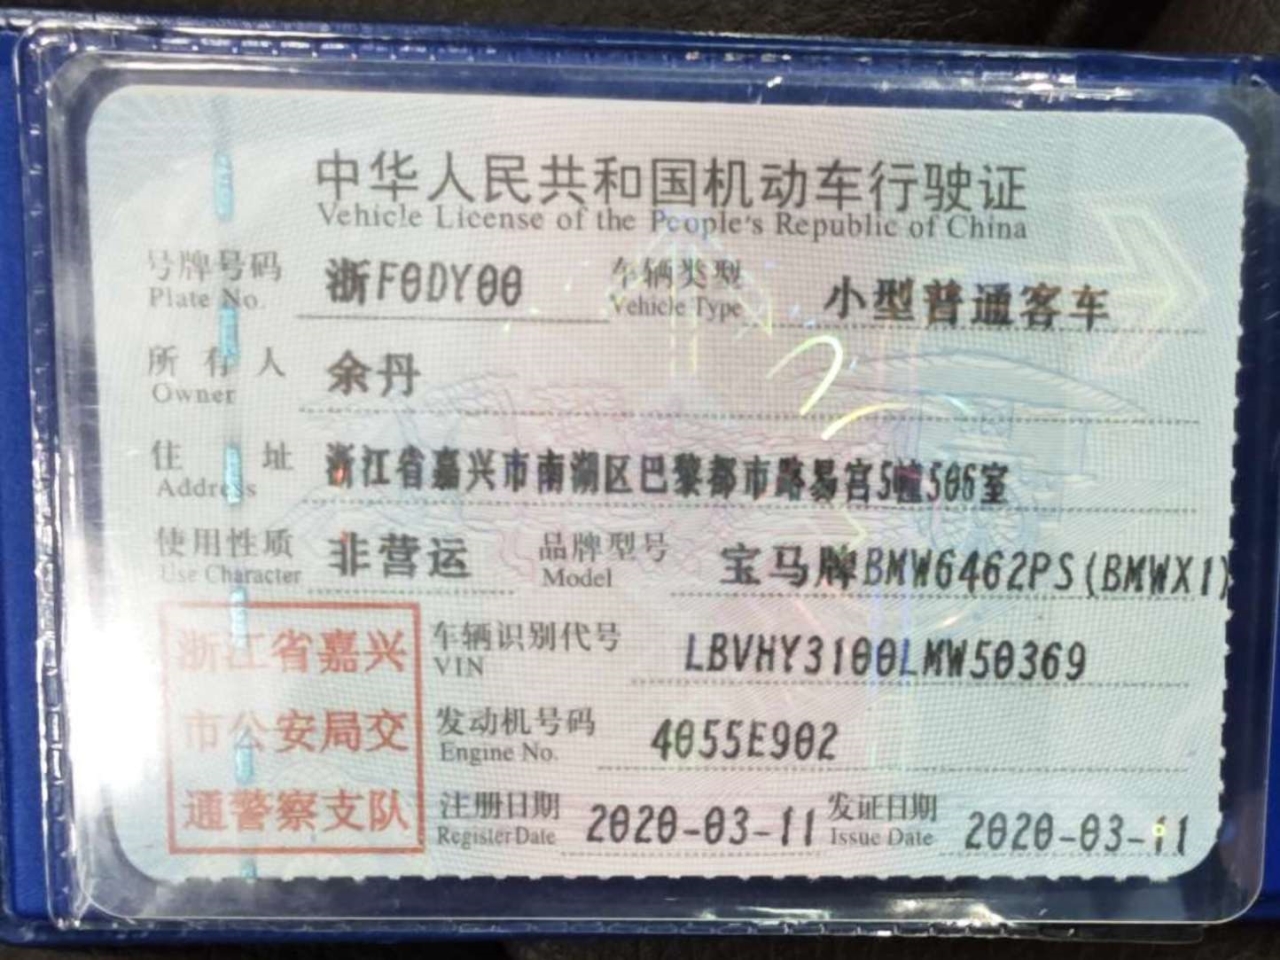 中华人民共和国机动车行驶证
Vehicle License of the People's Republic of China
号牌号码 浙F0DY00 车辆类型 小型普通客车
Plate No. Vehicle Type
所有人 余丹
Owner
住址 浙江省嘉兴市南湖区巴黎都市路易宫5幢506室
Address
使用性质 非营运 品牌型号 宝马牌BMW6462PS(BMWX1)
Use Character Model
浙江省嘉兴
市公安局交
通警察支队
车辆识别代号 LBVHY3100LMW50369
VIN
发动机号码 4055E902
Engine No.
注册日期 2020-03-11 发证日期 2020-03-11
Register Date Issue Date